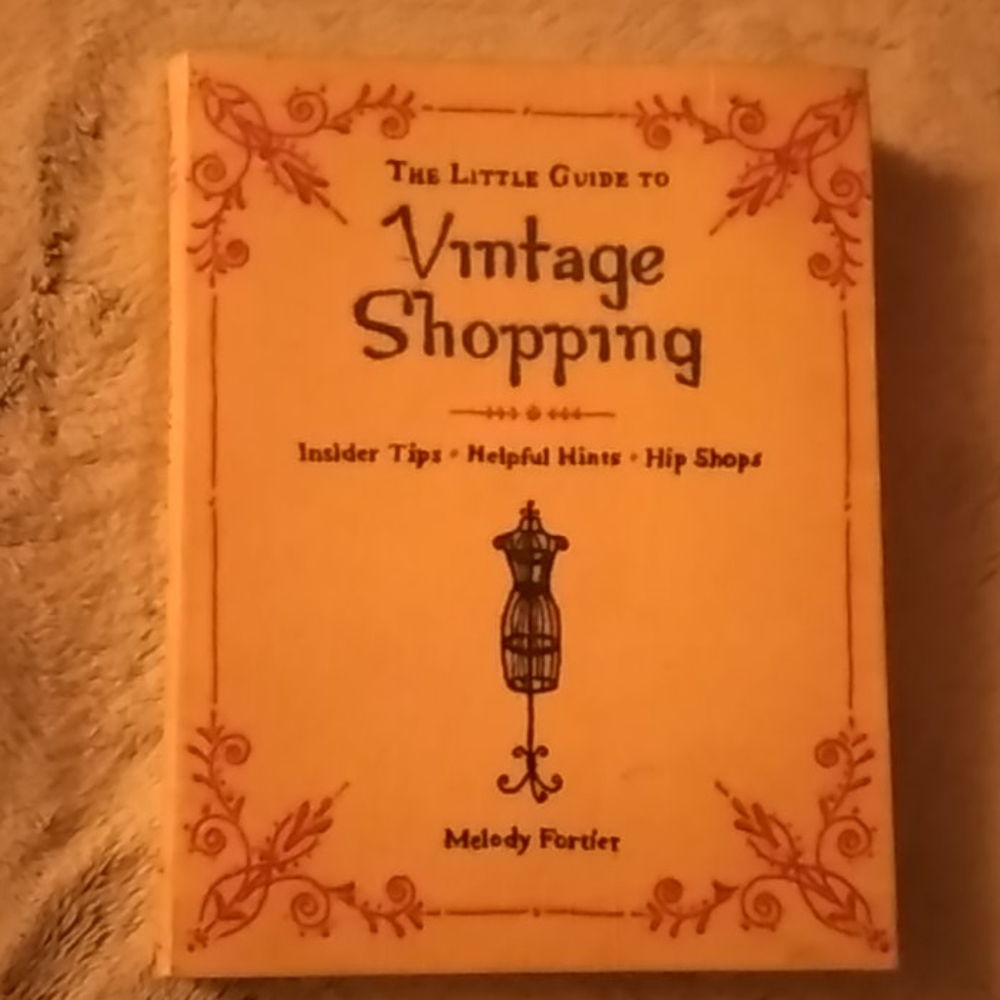 The Little Guide to
Vintage
Shopping
Insider Tips • Helpful Hints • Hip Shops
Melody Fortier